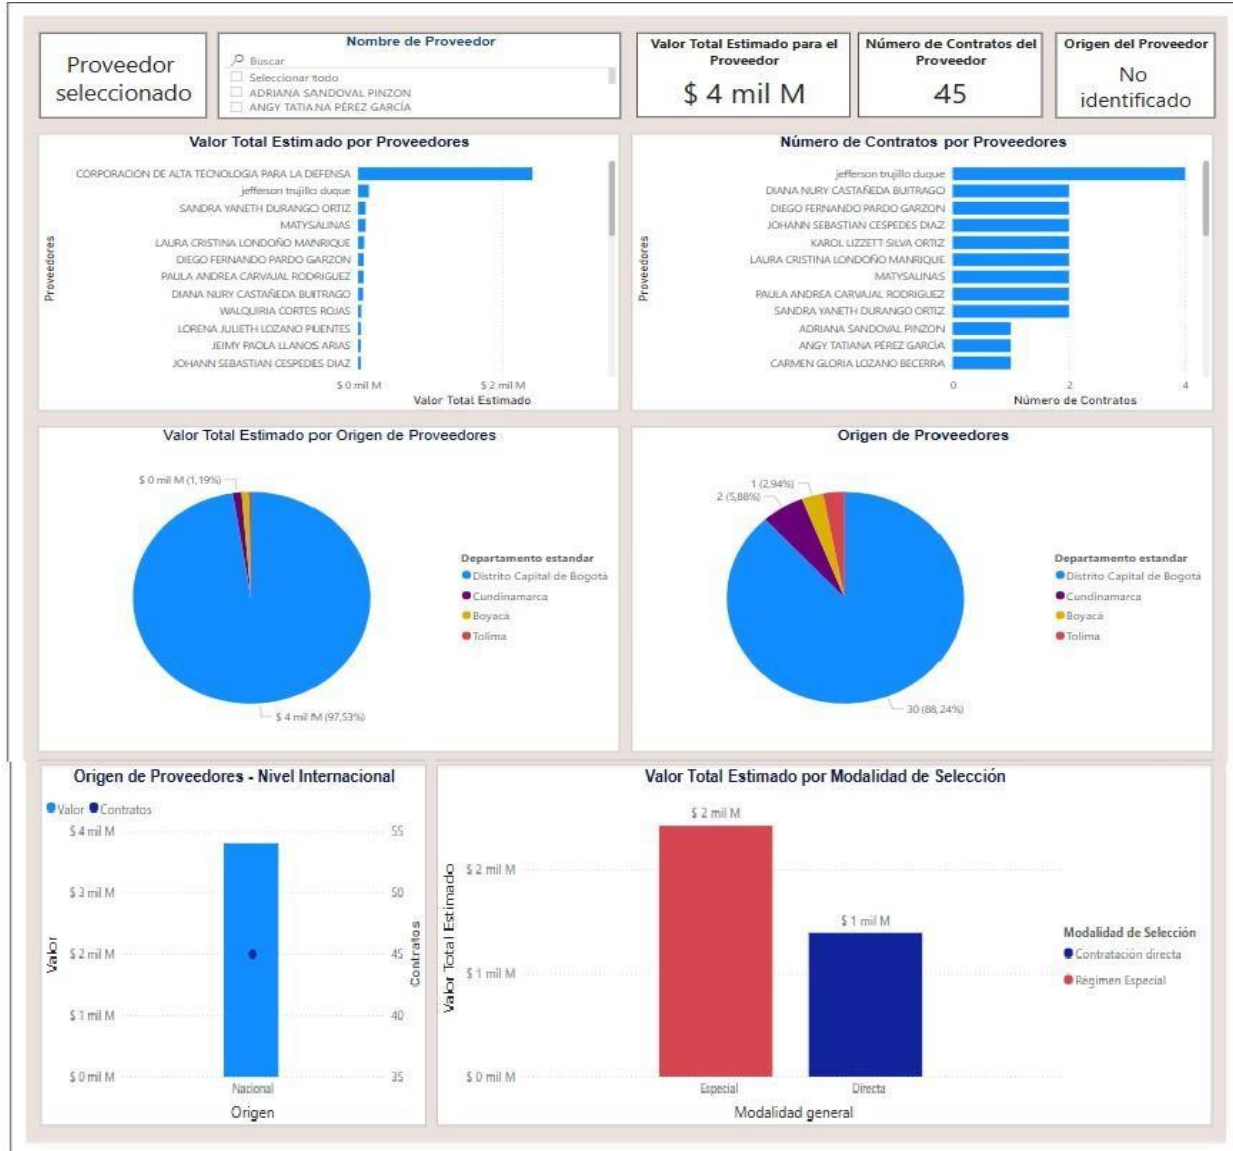 Proveedor
seleccionado
Nombre de Proveedor
Buscar
Seleccionar todo
ADRIANA SANDOVAL PINZON
ANGY TATIANA PÉREZ GARCÍA
Valor Total Estimado para el
Proveedor
$ 4 mil M
Número de Contratos del
Proveedor
45
Origen del Proveedor
No
identificado
Valor Total Estimado por Proveedores
Proveedores
CORPORACION DE ALTA TECNOLOGIA PARA LA DEFENSA
jefferson trujillo duque
SANDRA YANETH DURANGO ORTIZ
MATYSALINAS
LAURA CRISTINA LONDOÑO MANRIQUE
DIEGO FERNANDO PARDO GARZON
PAULA ANDREA CARVAJAL RODRIGUEZ
DIANA NURY CASTAÑEDA BUITRAGO
WALQUIRIA CORTES ROJAS
LORENA JULIETH LOZANO PUENTES
JEIMY PAOLA LLANOS ARIAS
JOHANN SEBASTIAN CESPEDES DIAZ
$ 0 mil M
$ 2 mil M
Valor Total Estimado
Número de Contratos por Proveedores
Proveedores
jefferson trujillo duque
DIANA NURY CASTAÑEDA BUITRAGO
DIEGO FERNANDO PARDO GARZON
JOHANN SEBASTIAN CESPEDES DIAZ
KAROL LIZZETT SILVA ORTIZ
LAURA CRISTINA LONDOÑO MANRIQUE
MATYSALINAS
PAULA ANDREA CARVAJAL RODRIGUEZ
SANDRA YANETH DURANGO ORTIZ
ADRIANA SANDOVAL PINZON
ANGY TATIANA PÉREZ GARCÍA
CARMEN GLORIA LOZANO BECERRA
0
2
4
Número de Contratos
Valor Total Estimado por Origen de Proveedores
$ 0 mil M (1,19%)
$ 4 mil M (97,53%)
Departamento estandar
Distrito Capital de Bogotá
Cundinamarca
Boyacá
Tolima
Origen de Proveedores
1 (2,94%)
2 (5,88%)
30 (88,24%)
Departamento estandar
Distrito Capital de Bogotá
Cundinamarca
Boyacá
Tolima
Origen de Proveedores - Nivel Internacional
Valor
Contratos
$ 4 mil M
$ 3 mil M
$ 2 mil M
$ 1 mil M
$ 0 mil M
Valor
55
50
45
40
35
Contratos
Nacional
Origen
Valor Total Estimado por Modalidad de Selección
Valor Total Estimado
$ 2 mil M
$ 1 mil M
$ 0 mil M
$ 2 mil M
$ 1 mil M
Especial
Directa
Modalidad general
Modalidad de Selección
Contratación directa
Régimen Especial